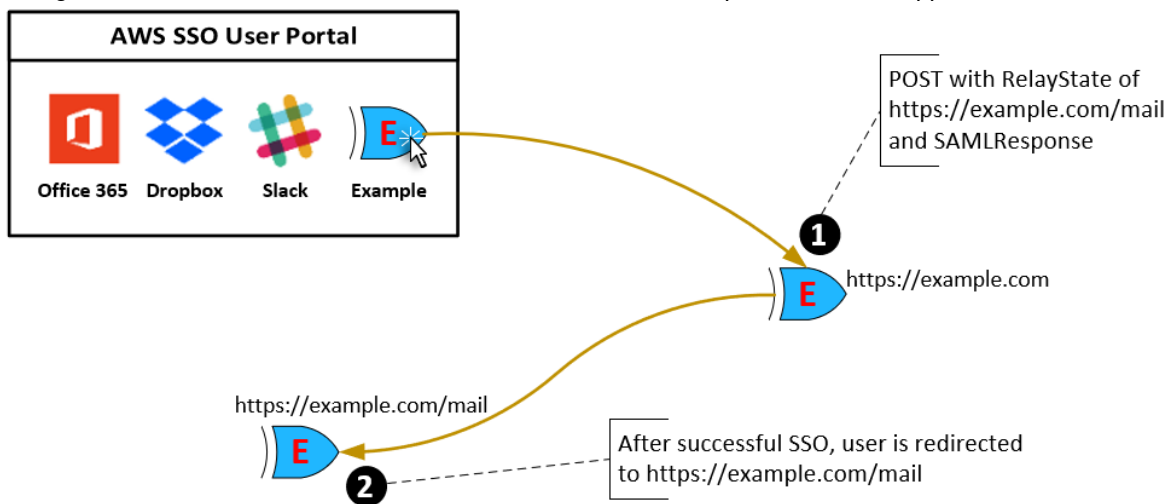 AWS SSO User Portal
E
Office 365 Dropbox Slack Example
POST with RelayState of
https://example.com/mail
and SAMLResponse
1
E
https://example.com
https://example.com/mail
E
2
After successful SSO, user is redirected
to https://example.com/mail